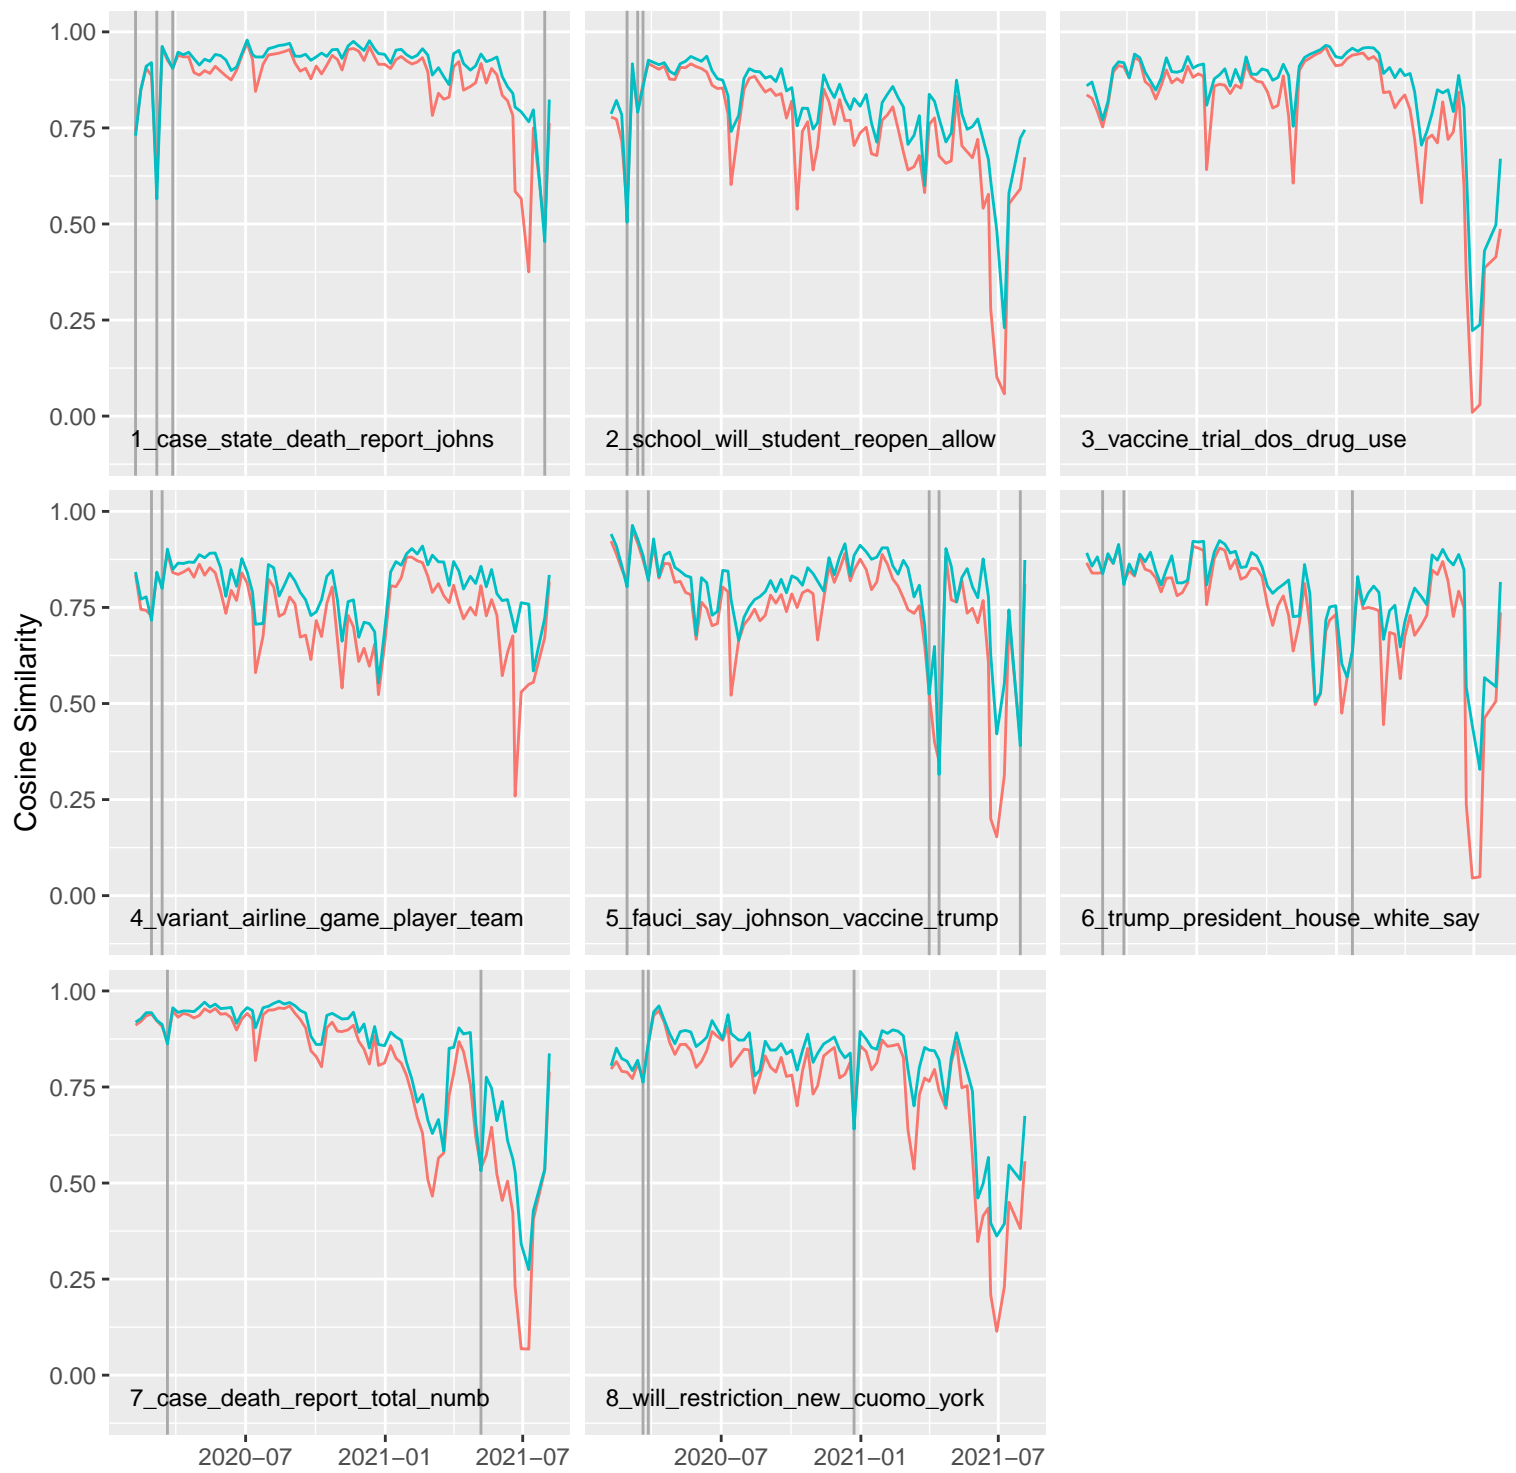 1.00
0.75
0.50
0.25
0.00
1_case_state_death_report_johns
2_school_will_student_reopen_allow
3_vaccine_trial_dos_drug_use
Cosine Similarity
1.00
0.75
0.50
0.25
0.00
4_variant_airline_game_player_team
5_fauci_say_johnson_vaccine_trump
6_trump_president_house_white_say
1.00
0.75
0.50
0.25
0.00
7_case_death_report_total_numb
8_will_restriction_new_cuomo_york
2020−07
2021−01
2021−07
2020−07
2021−01
2021−07